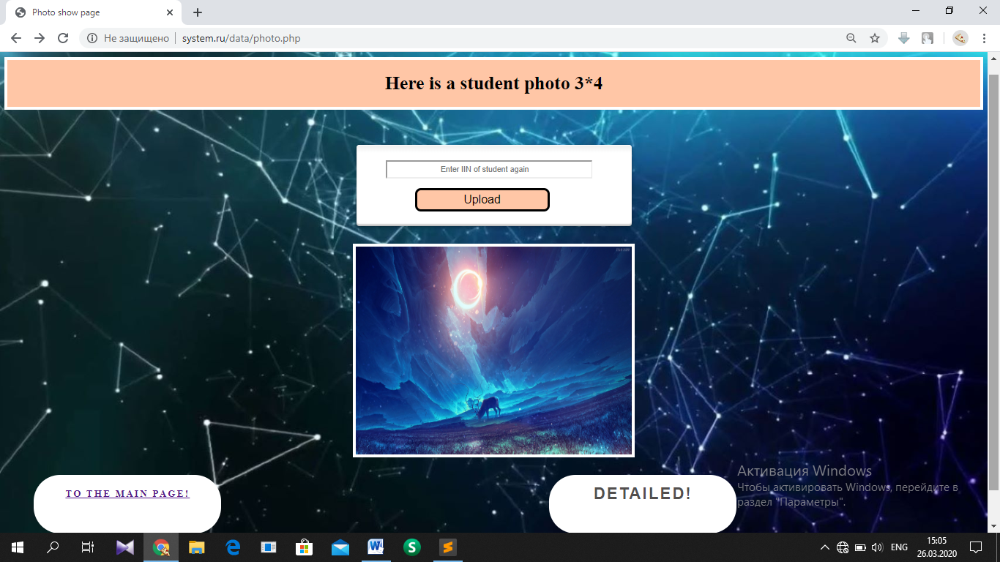 Photo show page
Не защищено
system.ru/data/photo.php
Here is a student photo 3*4
Enter IIN of student again
Upload
TO THE MAIN PAGE!
DETAILED!
Активация Windows
Чтобы активировать Windows, перейдите в
раздел "Параметры".
ENG
15:05
26.03.2020